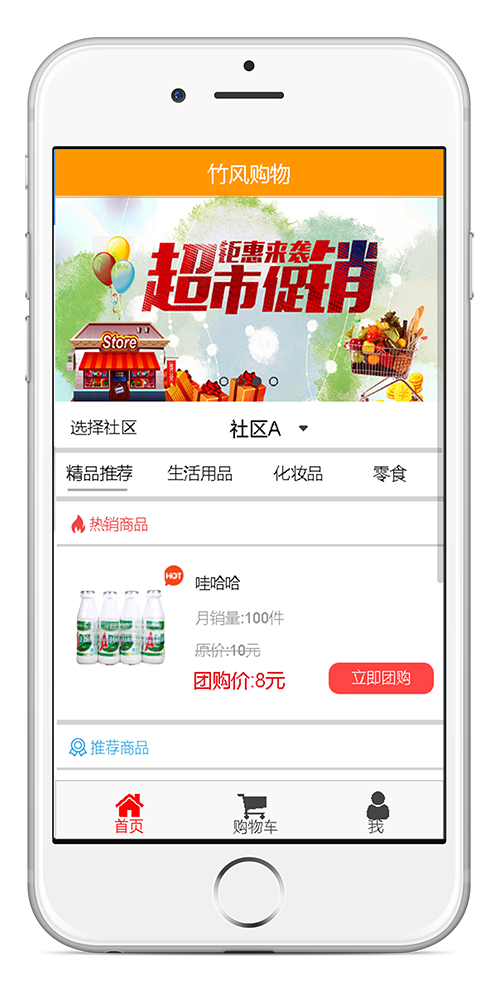 竹风购物
钜惠来袭
超市促销
Store
选择社区 社区A
精品推荐 生活用品 化妆品 零食
热销商品
HOT
哇哈哈
月销量:100件
原价:10元
团购价:8元 立即团购
推荐商品
首页 购物车 我